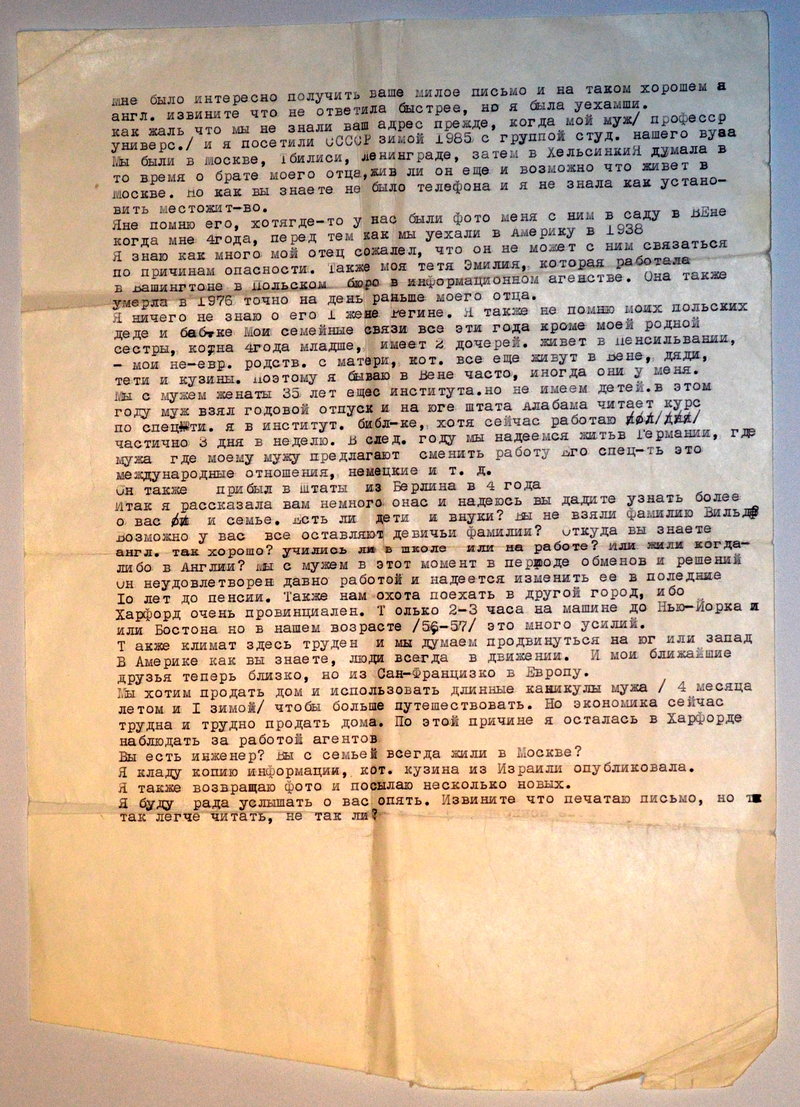 мне было интересно получить ваше милое письмо и на таком хорошем а
англ. извините что не ответила быстрее, но я была уехамши.
как жаль что мы не знали ваш адрес прежде, когда мой муж/ професср
универс./ и я посетили СССР зимой 1985 с группой студ. нашего вуза
Мы были в москве, Тбилиси, Ленинграде, затем в ХельсинкиЯ думала в
то время о брате моего отца,жив ли он еще и возможно что живет в
москве. Но как вы знаете не было телефона и я не знала как устано-
вить местожит-во.
Яне помню его, хотягде-то у нас были фото меня с ним в саду в ВЕне
когда мне 4года, перед тем как мы уехали в Америку в 1938
Я знаю как много мой отец сожалел, что он не может с ним связаться
по причинам опасности. Также моя тетя Эмилия, которая работала
в Вашингтоне в Польском бюро в информационном агенстве. Она также
умерла в 1976 точно на день раньше моего отца.
Я ничего не знаю о его 1 жене Регине. Я также не помню моих польских
деде и бабке Мои семейные связи все эти года кроме моей родной
сестры, кот.на 4года младше, имеет 2 дочерей. живет в Пенсильвании,
- мои не-евр. родств. с матери, кот. все еще живут в Вене, дяди,
тети и кузины. Поэтому я бываю в Вене часто, иногда они у меня.
Мы с мужем женаты 35 лет ещес института.но не имеем детей.в этом
году муж взял годовой отпуск и на юге штата Алабама читает курс
по спец-ти. я в институт. библ-ке, хотя сейчас работаю
частично 3 дня в неделю. В след. году мы надеемся житьв Германии, где
мужа где моему мужу предлагают сменить работу Его спец-ть это
международные отношения, немецкие и т. д.
Он также прибыл в штаты из Берлина в 4 года
Итак я рассказала вам немного онас и надеюсь вы дадите узнать более
о вас и семье. Есть ли дети и внуки? Вы не взяли фамилию Вильд
Возможно у вас все оставляют девичьи фамилии? Откуда вы знаете
англ. так хорошо? учились ли в школе или на работе? Или жили когда-
либо в Англии? Мы с мужем в этот момент в периоде обменов и решений
Он неудовлетворен давно работой и надеется изменить ее в поледние
Iо лет до пенсии. Также нам охота поехать в другой город, ибо
Харфорд очень провинциален. Т олько 2-3 часа на машине до Нью-Йорка и
или Бостона но в нашем возрасте /56-57/ это много усилий.
Т акже климат здесь труден и мы думаем продвинуться на юг или запад
В Америке как вы знаете, люди всегда в движении. И мои ближайшие
друзья теперь близко, но из Сан-Францизко в Европу.
Мы хотим продать дом и использовать длинные каникулы мужа / 4 месяца
летом и I зимой/ чтобы больше путешествовать. Но экономика сейчас
трудна и трудно продать дома. По этой причине я осталась в Харфорде
наблюдать за работой агентов
Вы есть инженер? Вы с семьей всегда жили в Москве?
Я кладу копию информации, кот. кузина из Израили опубликовала.
Я также возвращаю фото и посылаю несколько новых.
Я буду рада услышать о вас опять. Извините что печатаю письмо, но
так легче читать, не так ли?